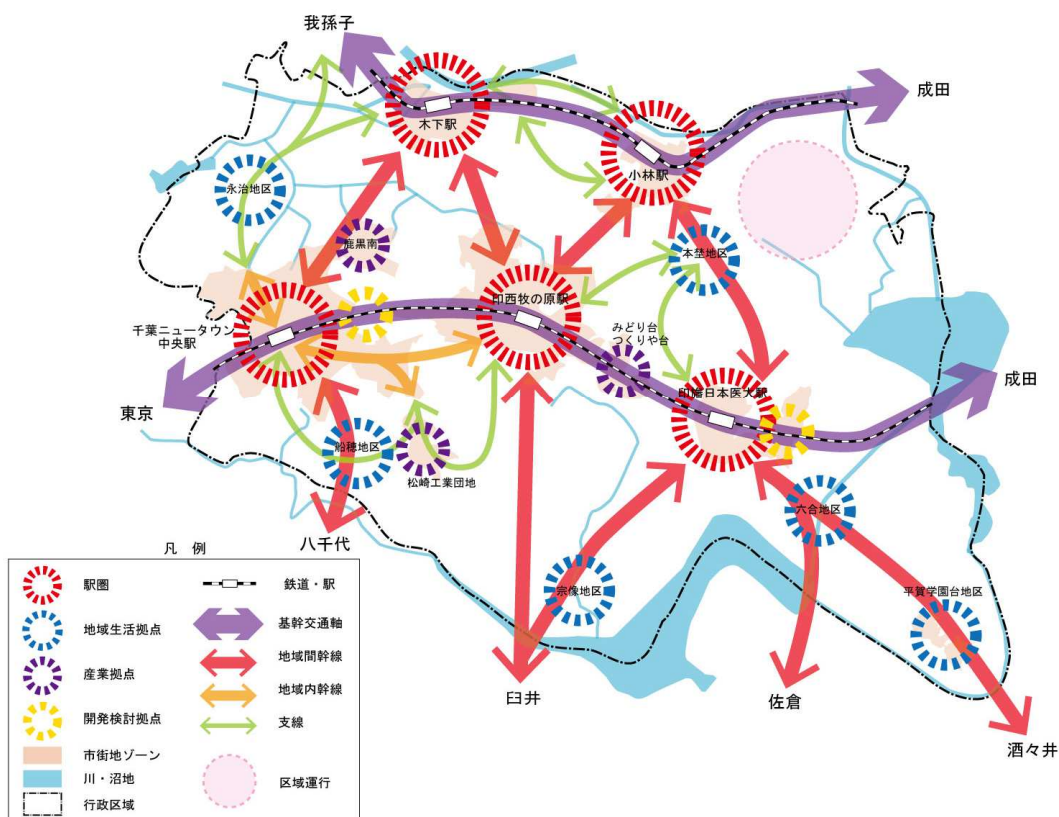 我孫子
成田
木下駅
小林駅
永治地区
鹿黒南
本埜地区
印西牧の原駅
千葉ニュータウン
中央駅
みどり台
つくりや台
成田
印旛日本医大駅
東京
船穂地区
松崎工業団地
六合地区
八千代
宗像地区
平賀学園台地区
臼井
佐倉
酒々井
凡 例
駅圏
地域生活拠点
産業拠点
開発検討拠点
市街地ゾーン
川・沼地
行政区域
鉄道・駅
基幹交通軸
地域間幹線
地域内幹線
支線
区域運行